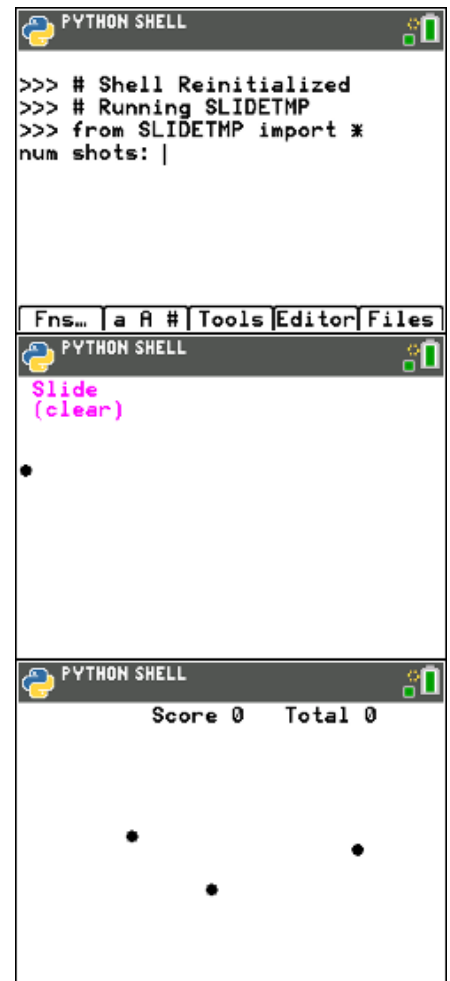 PYTHON SHELL
>>> # Shell Reinitialized
>>> # Running SLIDETMP
>>> from SLIDETMP import *
num shots: |
Fns… a A # Tools Editor Files
PYTHON SHELL
Slide
(clear)
PYTHON SHELL
Score 0 Total 0